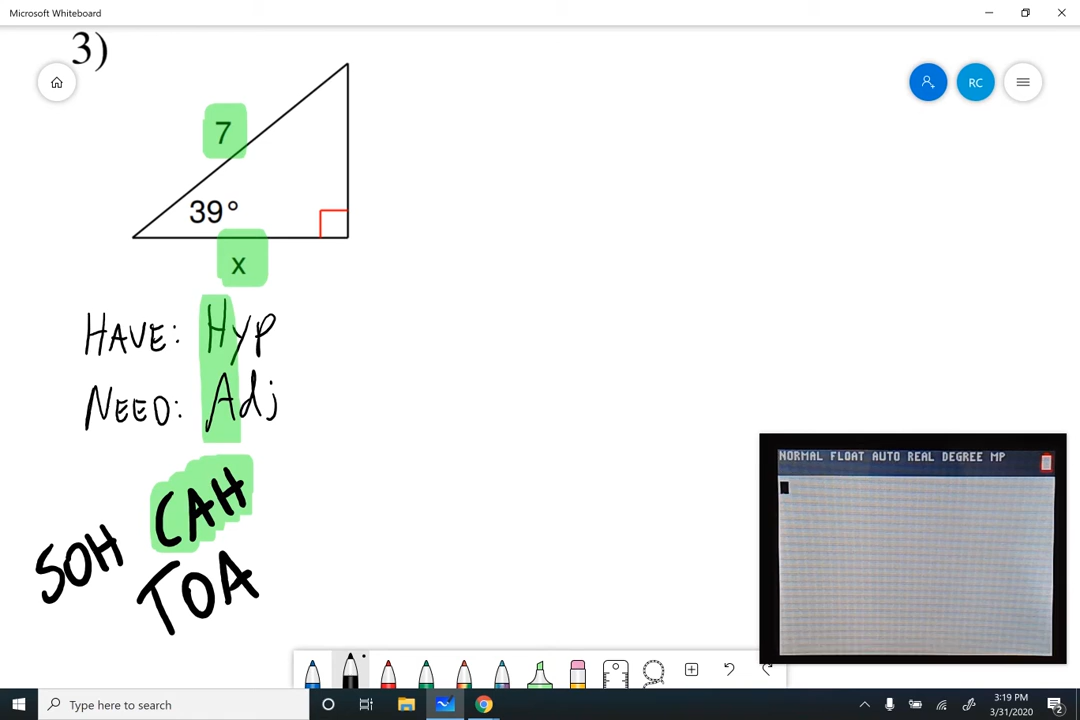 Microsoft Whiteboard
3)
RC
7
39°
x
HAVE: Hyp
NEED: Adj
SOH CAH TOA
NORMAL FLOAT AUTO REAL DEGREE MP
Type here to search
3:19 PM
3/31/2020
2